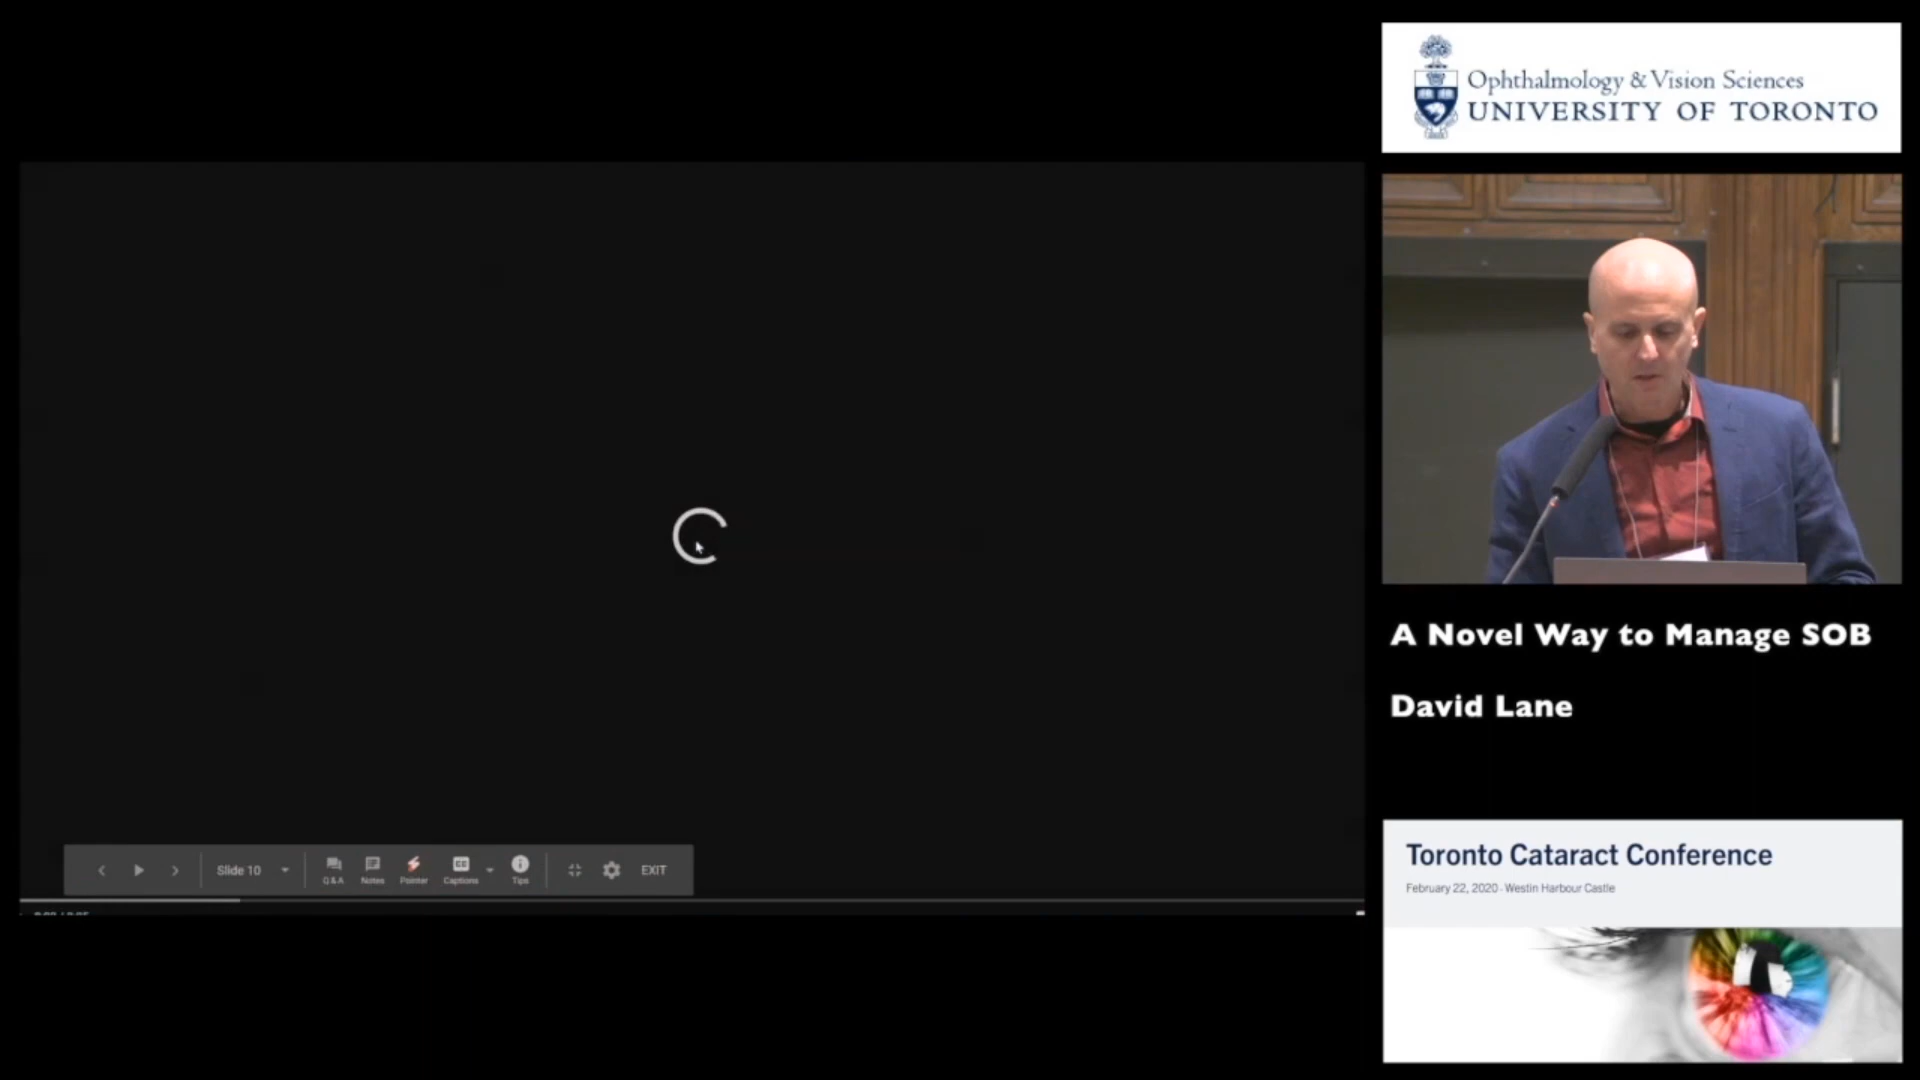 Ophthalmology & Vision Sciences
UNIVERSITY OF TORONTO
A Novel Way to Manage SOB
David Lane
Slide 10
Q&A
Notes
Pointer
CC
Captions
Tips
EXIT
Toronto Cataract Conference
February 22, 2020 - Westin Harbour Castle